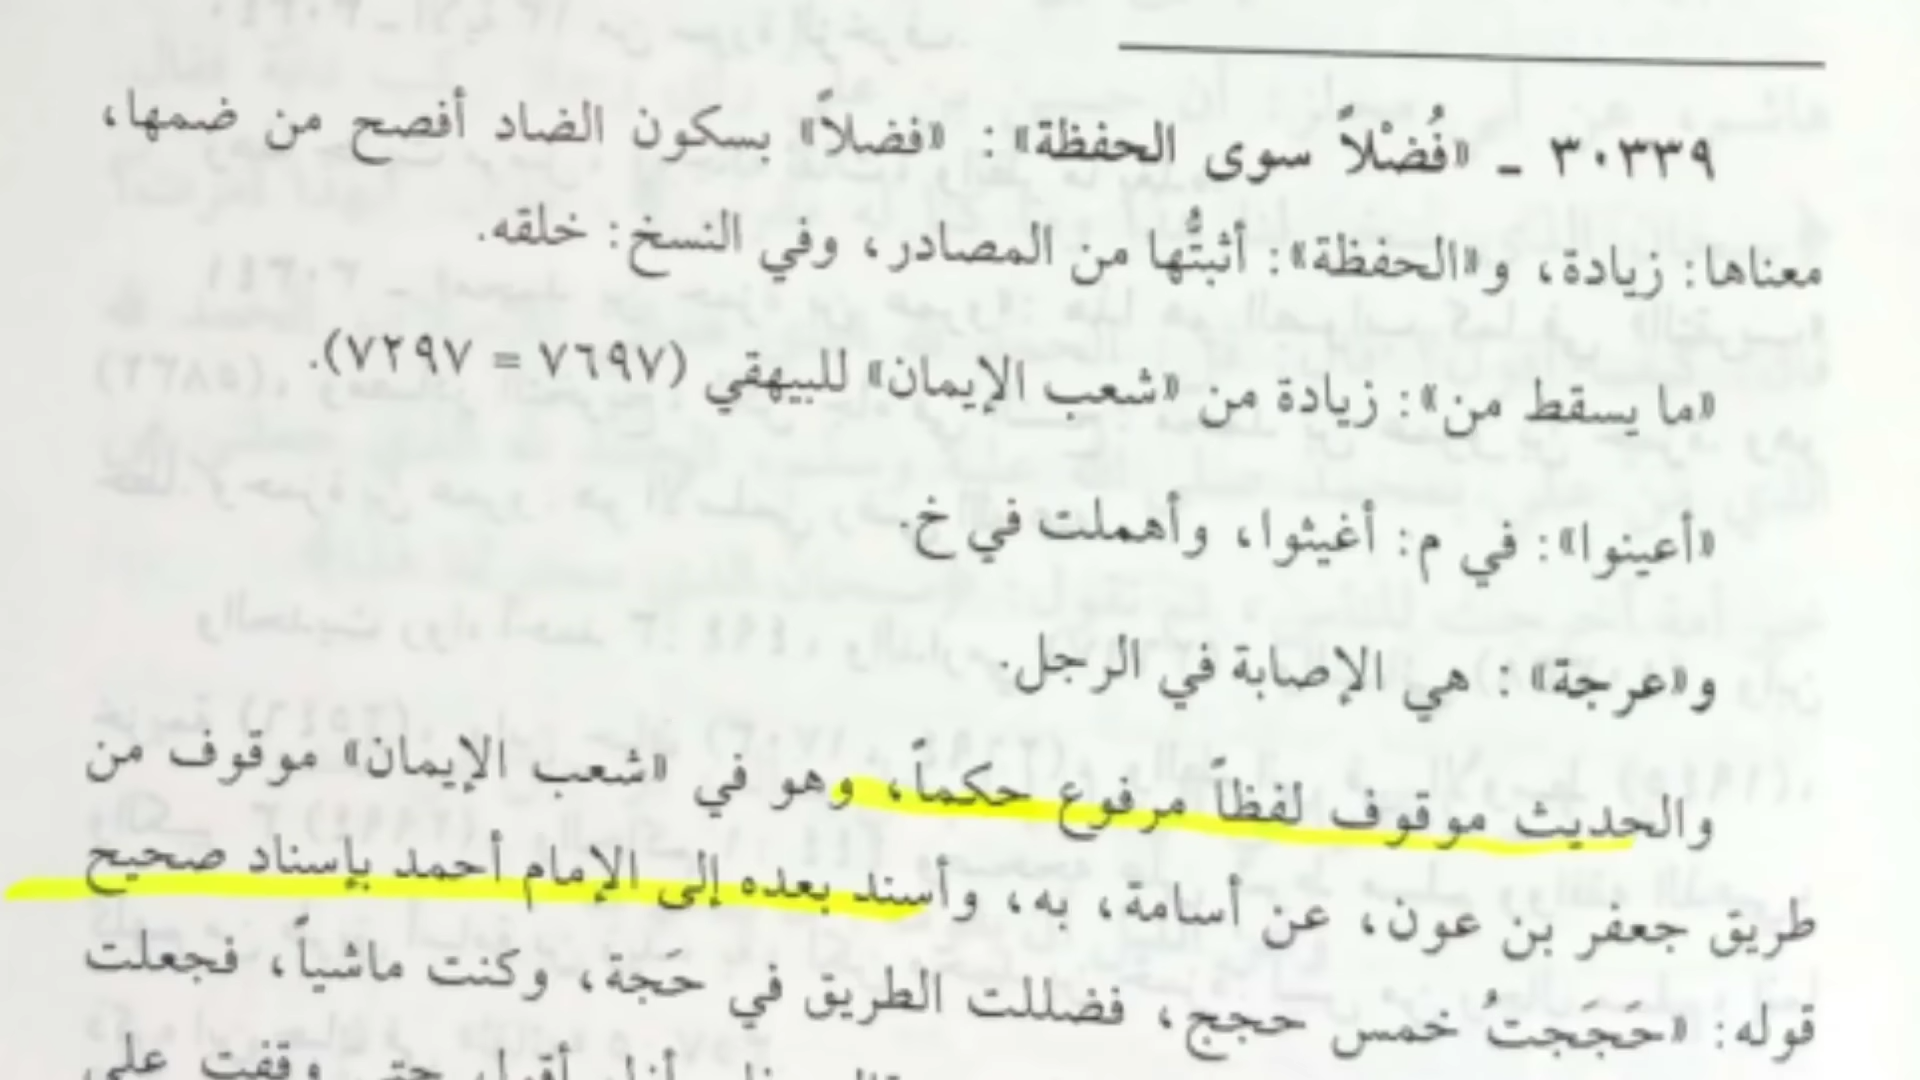 ٣٠٣٣٩ - «فُضْلاً سوى الحفظة»: «فضلاً» بسكون الضاد أفصح من ضمها،
معناها: زيادة، و«الحفظة»: أثبتُّها من المصادر، وفي النسخ: خلقه.
«ما يسقط من»: زيادة من «شعب الإيمان» للبيهقي (٧٦٩٧ = ٧٢٩٧).
«أعينوا»: في م: أغيثوا، وأهملت في خ.
و«عرجة»: هي الإصابة في الرجل.
والحديث موقوف لفظاً مرفوع حكماً، وهو في «شعب الإيمان» موقوف من
طريق جعفر بن عون، عن أسامة، به، وأسند بعده إلى الإمام أحمد بإسناد صحيح
قوله: «حَجَجتُ خمس حجج، فضللت الطريق في حَجة، وكنت ماشياً، فجعلت
أقول حتى وقفت على